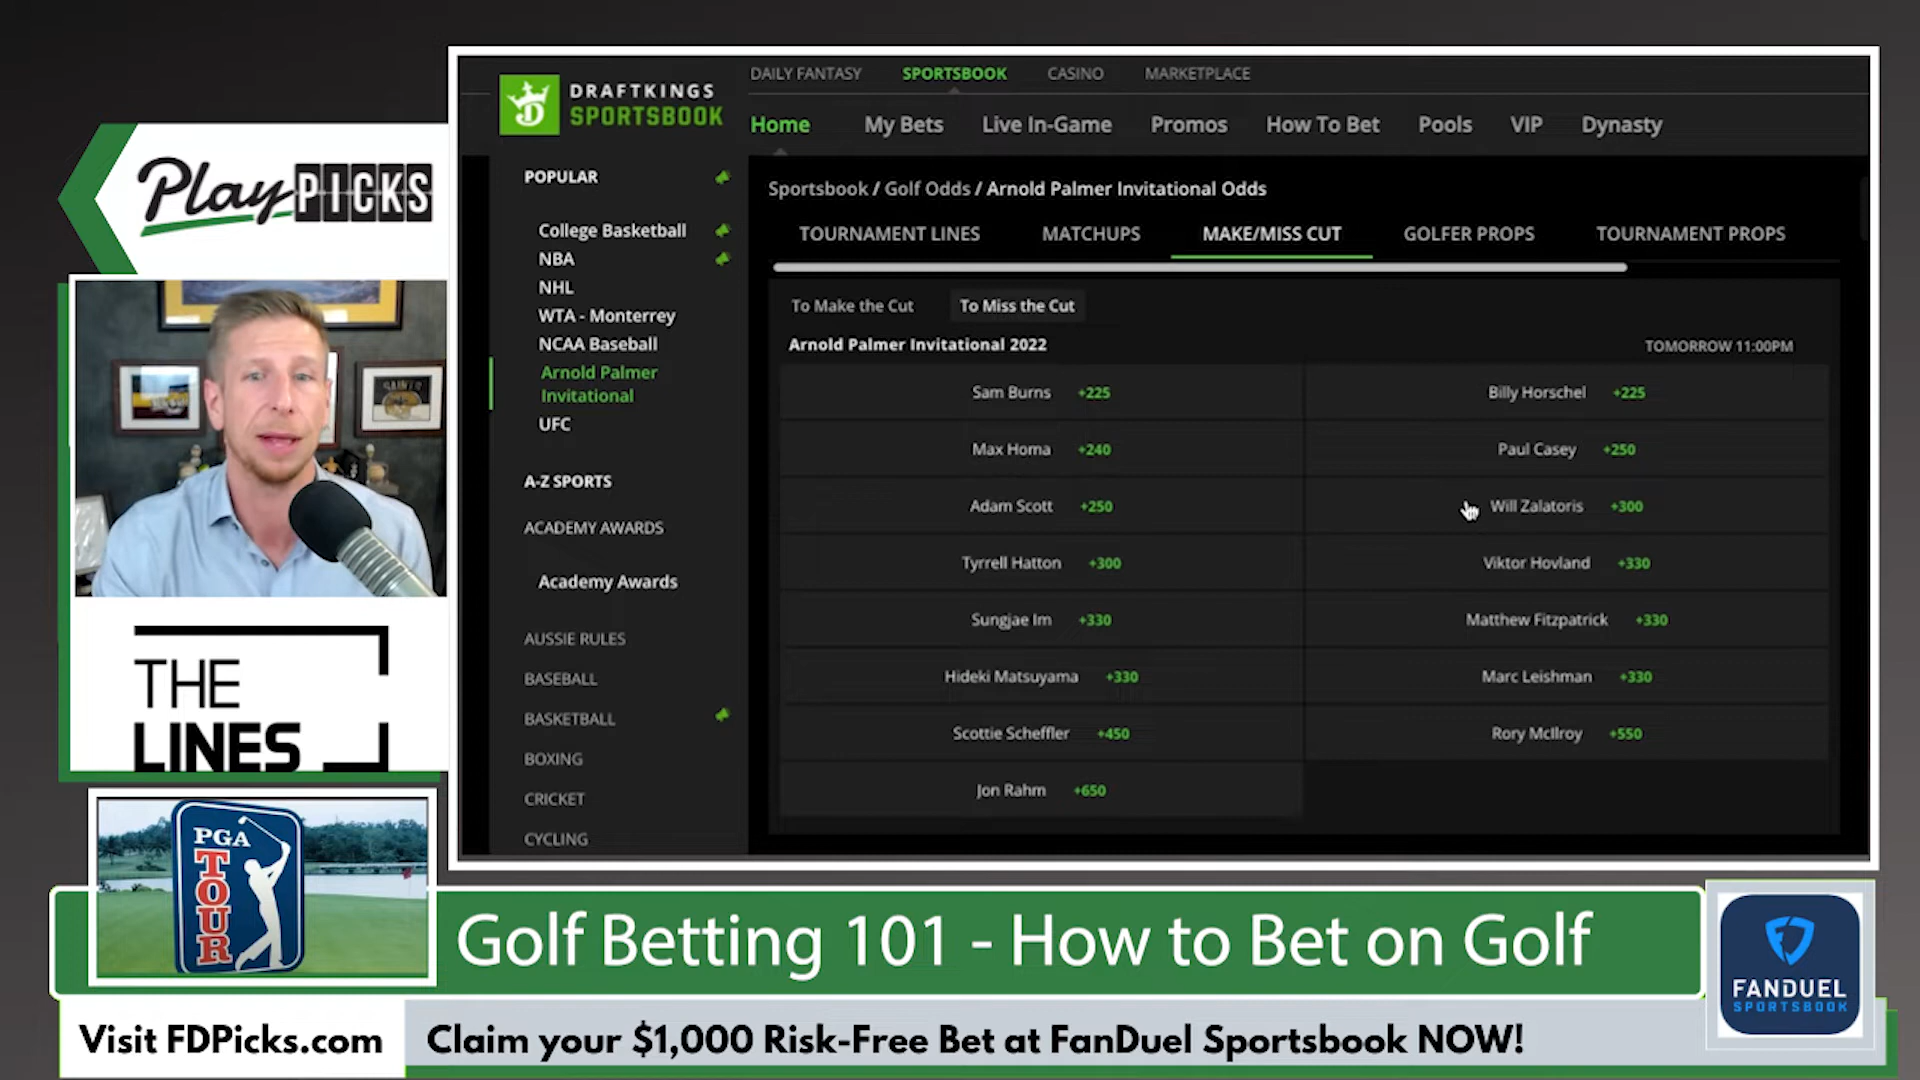 Play PICKS
THE
LINES
PGA
TOUR
DRAFTKINGS
SPORTSBOOK
DAILY FANTASY SPORTSBOOK CASINO MARKETPLACE
Home My Bets Live In-Game Promos How To Bet Pools VIP Dynasty
POPULAR
College Basketball
NBA
NHL
WTA - Monterrey
NCAA Baseball
Arnold Palmer
Invitational
UFC
A-Z SPORTS
ACADEMY AWARDS
Academy Awards
AUSSIE RULES
BASEBALL
BASKETBALL
BOXING
CRICKET
CYCLING
Sportsbook / Golf Odds / Arnold Palmer Invitational Odds
TOURNAMENT LINES MATCHUPS MAKE/MISS CUT GOLFER PROPS TOURNAMENT PROPS
To Make the Cut To Miss the Cut
Arnold Palmer Invitational 2022 TOMORROW 11:00PM
Sam Burns +225 Billy Horschel +225
Max Homa +240 Paul Casey +250
Adam Scott +250 Will Zalatoris +300
Tyrrell Hatton +300 Viktor Hovland +330
Sungjae Im +330 Matthew Fitzpatrick +330
Hideki Matsuyama +330 Marc Leishman +330
Scottie Scheffler +450 Rory McIlroy +550
Jon Rahm +650
Golf Betting 101 - How to Bet on Golf
FANDUEL
SPORTSBOOK
Visit FDPicks.com Claim your $1,000 Risk-Free Bet at FanDuel Sportsbook NOW!